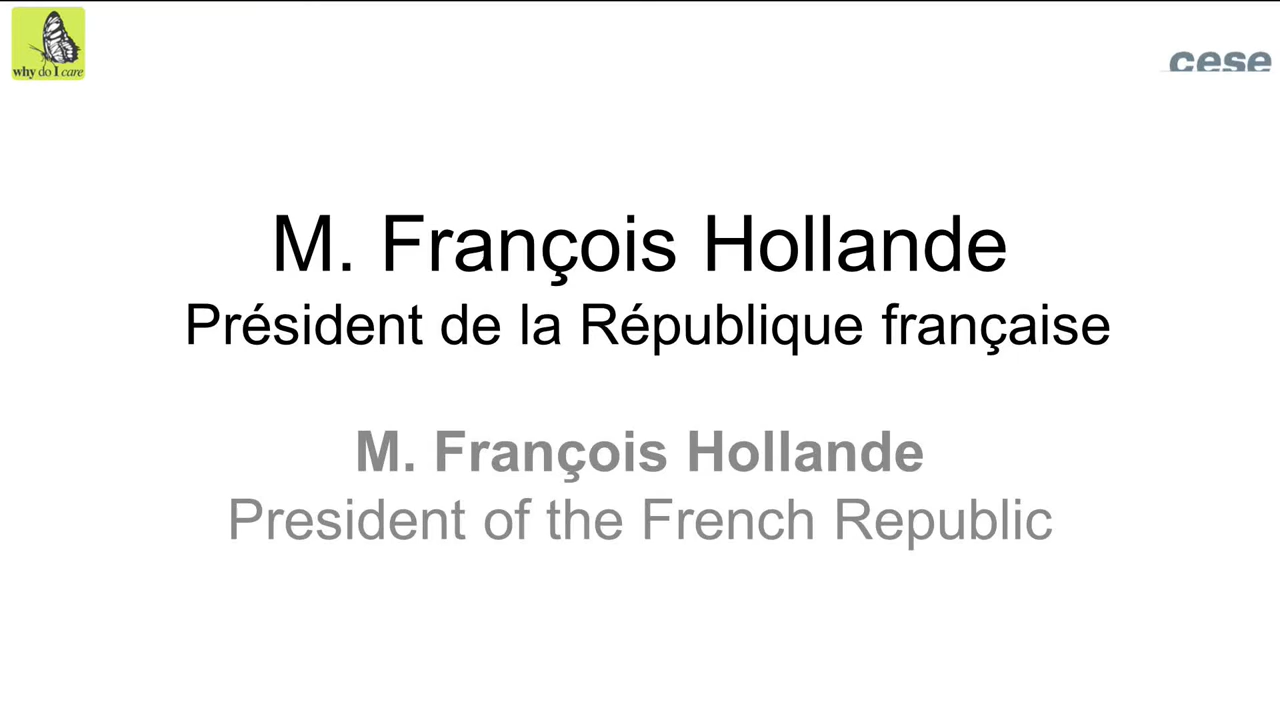 why do I care
cese
M. François Hollande
Président de la République française
M. François Hollande
President of the French Republic